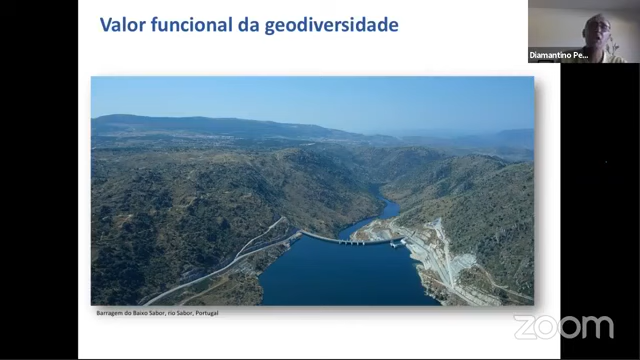 Valor funcional da geodiversidade
Diamantino Pe...
Barragem do Baixo Sabor, rio Sabor, Portugal
zoom